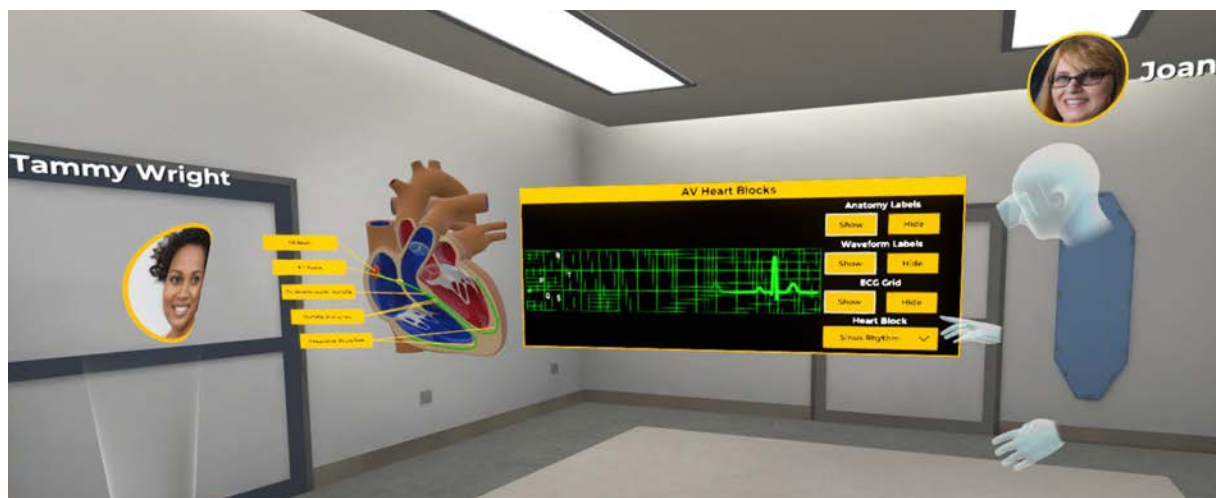 Joan
Tammy Wright
AV Heart Blocks
Anatomy Labels
Show
Hide
Waveform Labels
Show
Hide
ECG Grid
Show
Hide
Heart Block
Sinus Rhythm
R
T
P
Q S